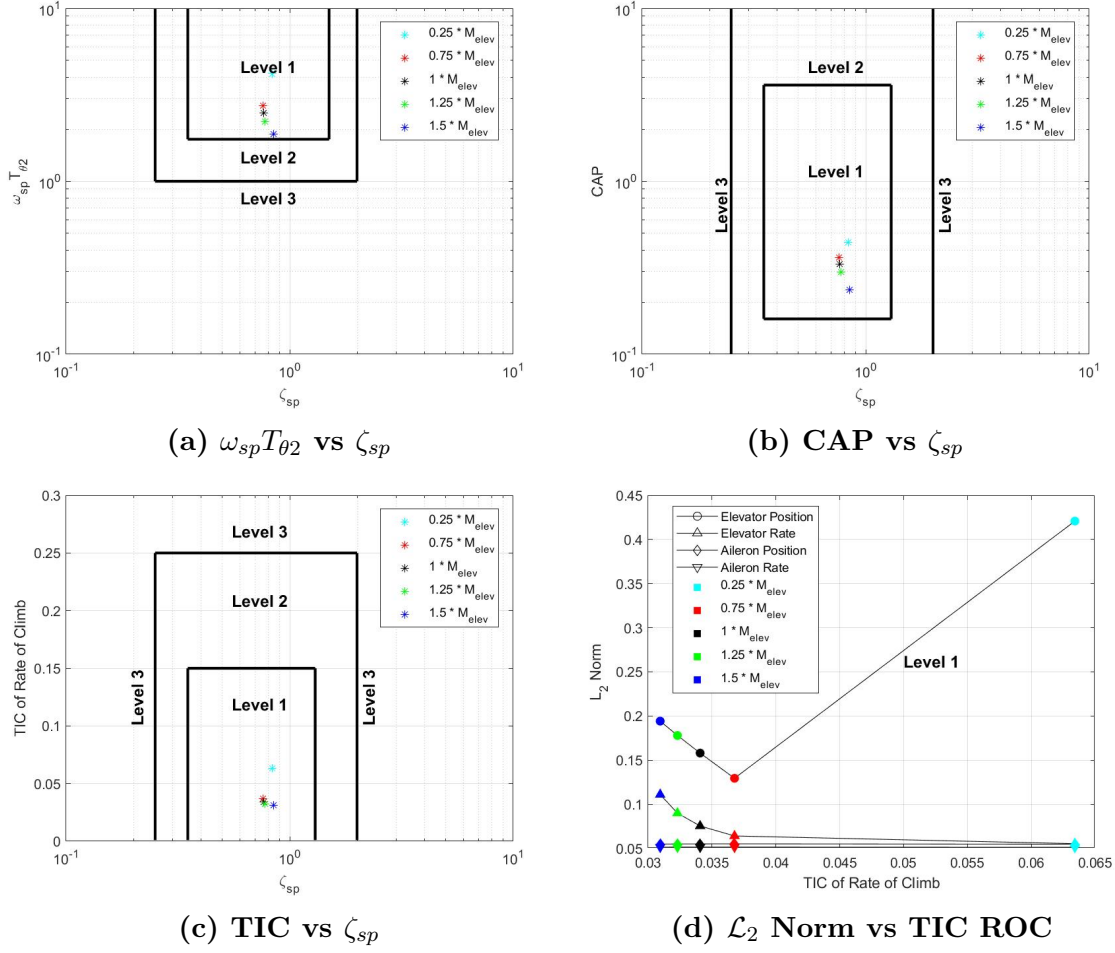 10^1
10^0
10^-1
10^-1
10^0
10^1
ω_sp T_θ2
ζ_sp
Level 1
Level 2
Level 3
0.25 * M_elev
0.75 * M_elev
1 * M_elev
1.25 * M_elev
1.5 * M_elev
(a) ω_sp T_θ2 vs ζ_sp
10^1
10^0
10^-1
10^-1
10^0
10^1
CAP
ζ_sp
Level 2
Level 1
Level 3
Level 3
0.25 * M_elev
0.75 * M_elev
1 * M_elev
1.25 * M_elev
1.5 * M_elev
(b) CAP vs ζ_sp
0.3
0.25
0.2
0.15
0.1
0.05
0
10^-1
10^0
10^1
TIC of Rate of Climb
ζ_sp
Level 3
Level 2
Level 1
Level 3
Level 3
0.25 * M_elev
0.75 * M_elev
1 * M_elev
1.25 * M_elev
1.5 * M_elev
(c) TIC vs ζ_sp
0.45
0.4
0.35
0.3
0.25
0.2
0.15
0.1
0.05
0.03
0.035
0.04
0.045
0.05
0.055
0.06
0.065
L_2 Norm
TIC of Rate of Climb
Elevator Position
Elevator Rate
Aileron Position
Aileron Rate
0.25 * M_elev
0.75 * M_elev
1 * M_elev
1.25 * M_elev
1.5 * M_elev
Level 1
(d) ℒ_2 Norm vs TIC ROC